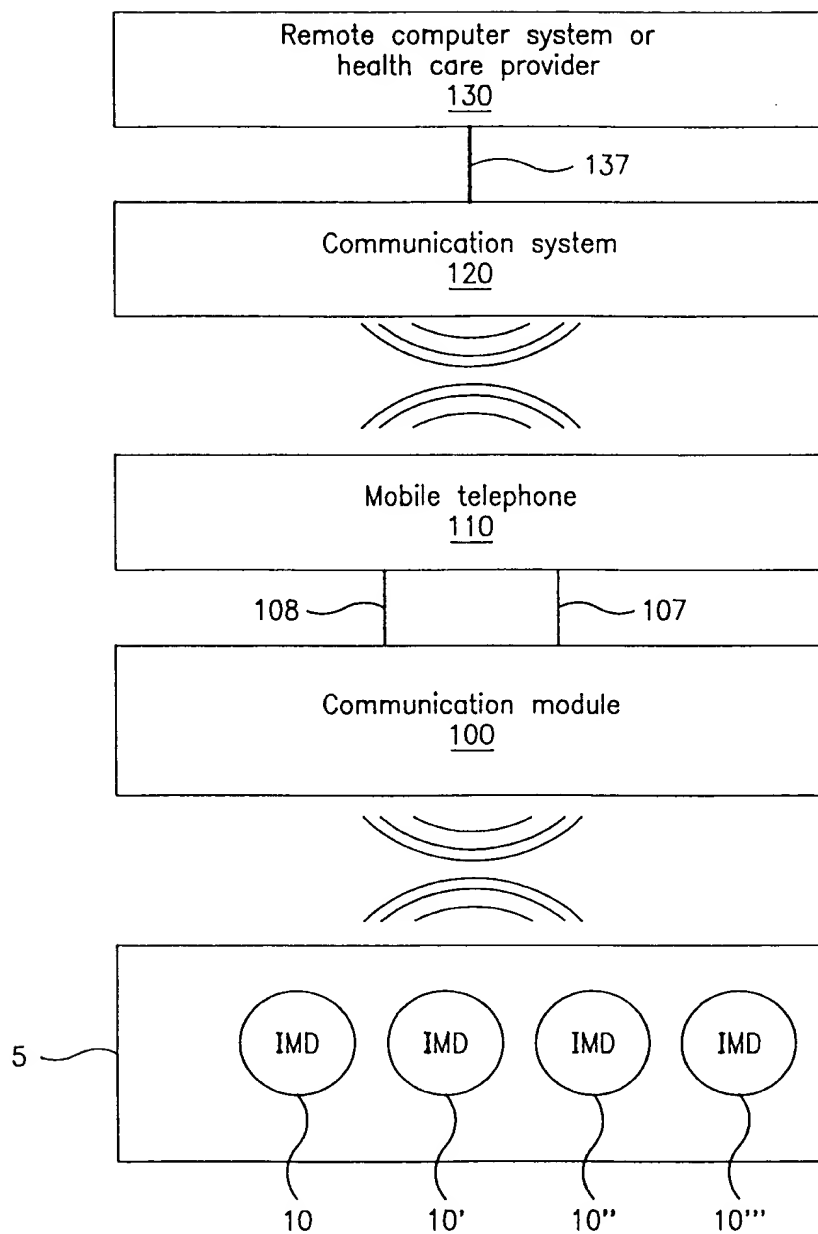 Remote computer system or
health care provider
130
137
Communication system
120
Mobile telephone
110
108
107
Communication module
100
5
IMD IMD IMD IMD
10 10' 10" 10'"